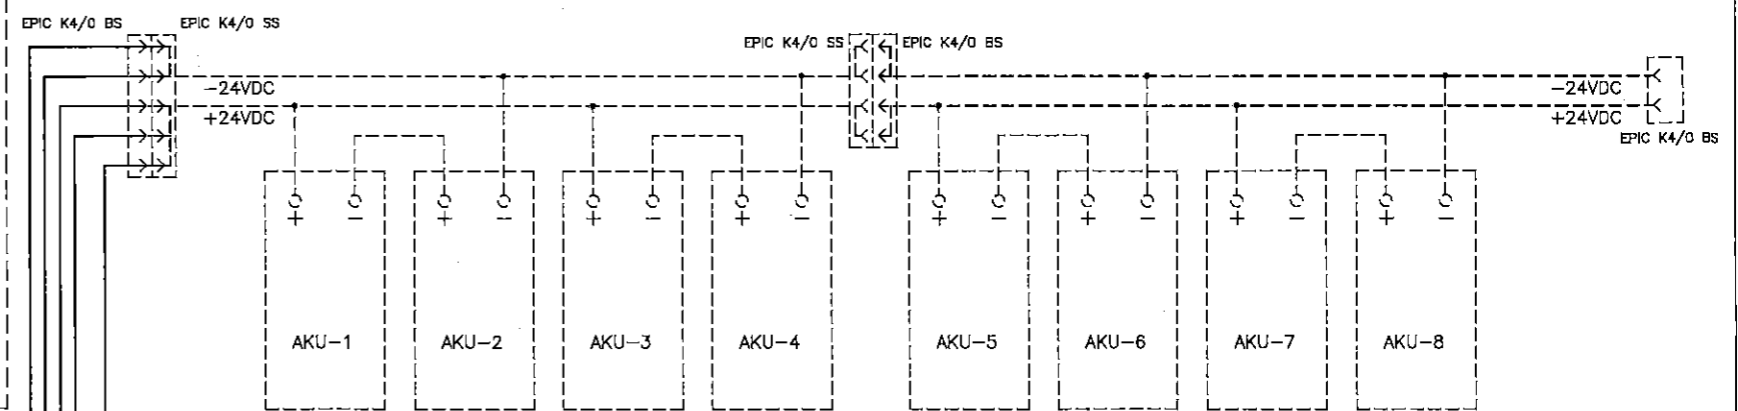 EPIC K4/0 BS
EPIC K4/0 SS
EPIC K4/0 SS
EPIC K4/0 BS
-24VDC
+24VDC
-24VDC
+24VDC
EPIC K4/0 BS
+ - + - + - + - + - + - + - + -
AKU-1 AKU-2 AKU-3 AKU-4 AKU-5 AKU-6 AKU-7 AKU-8